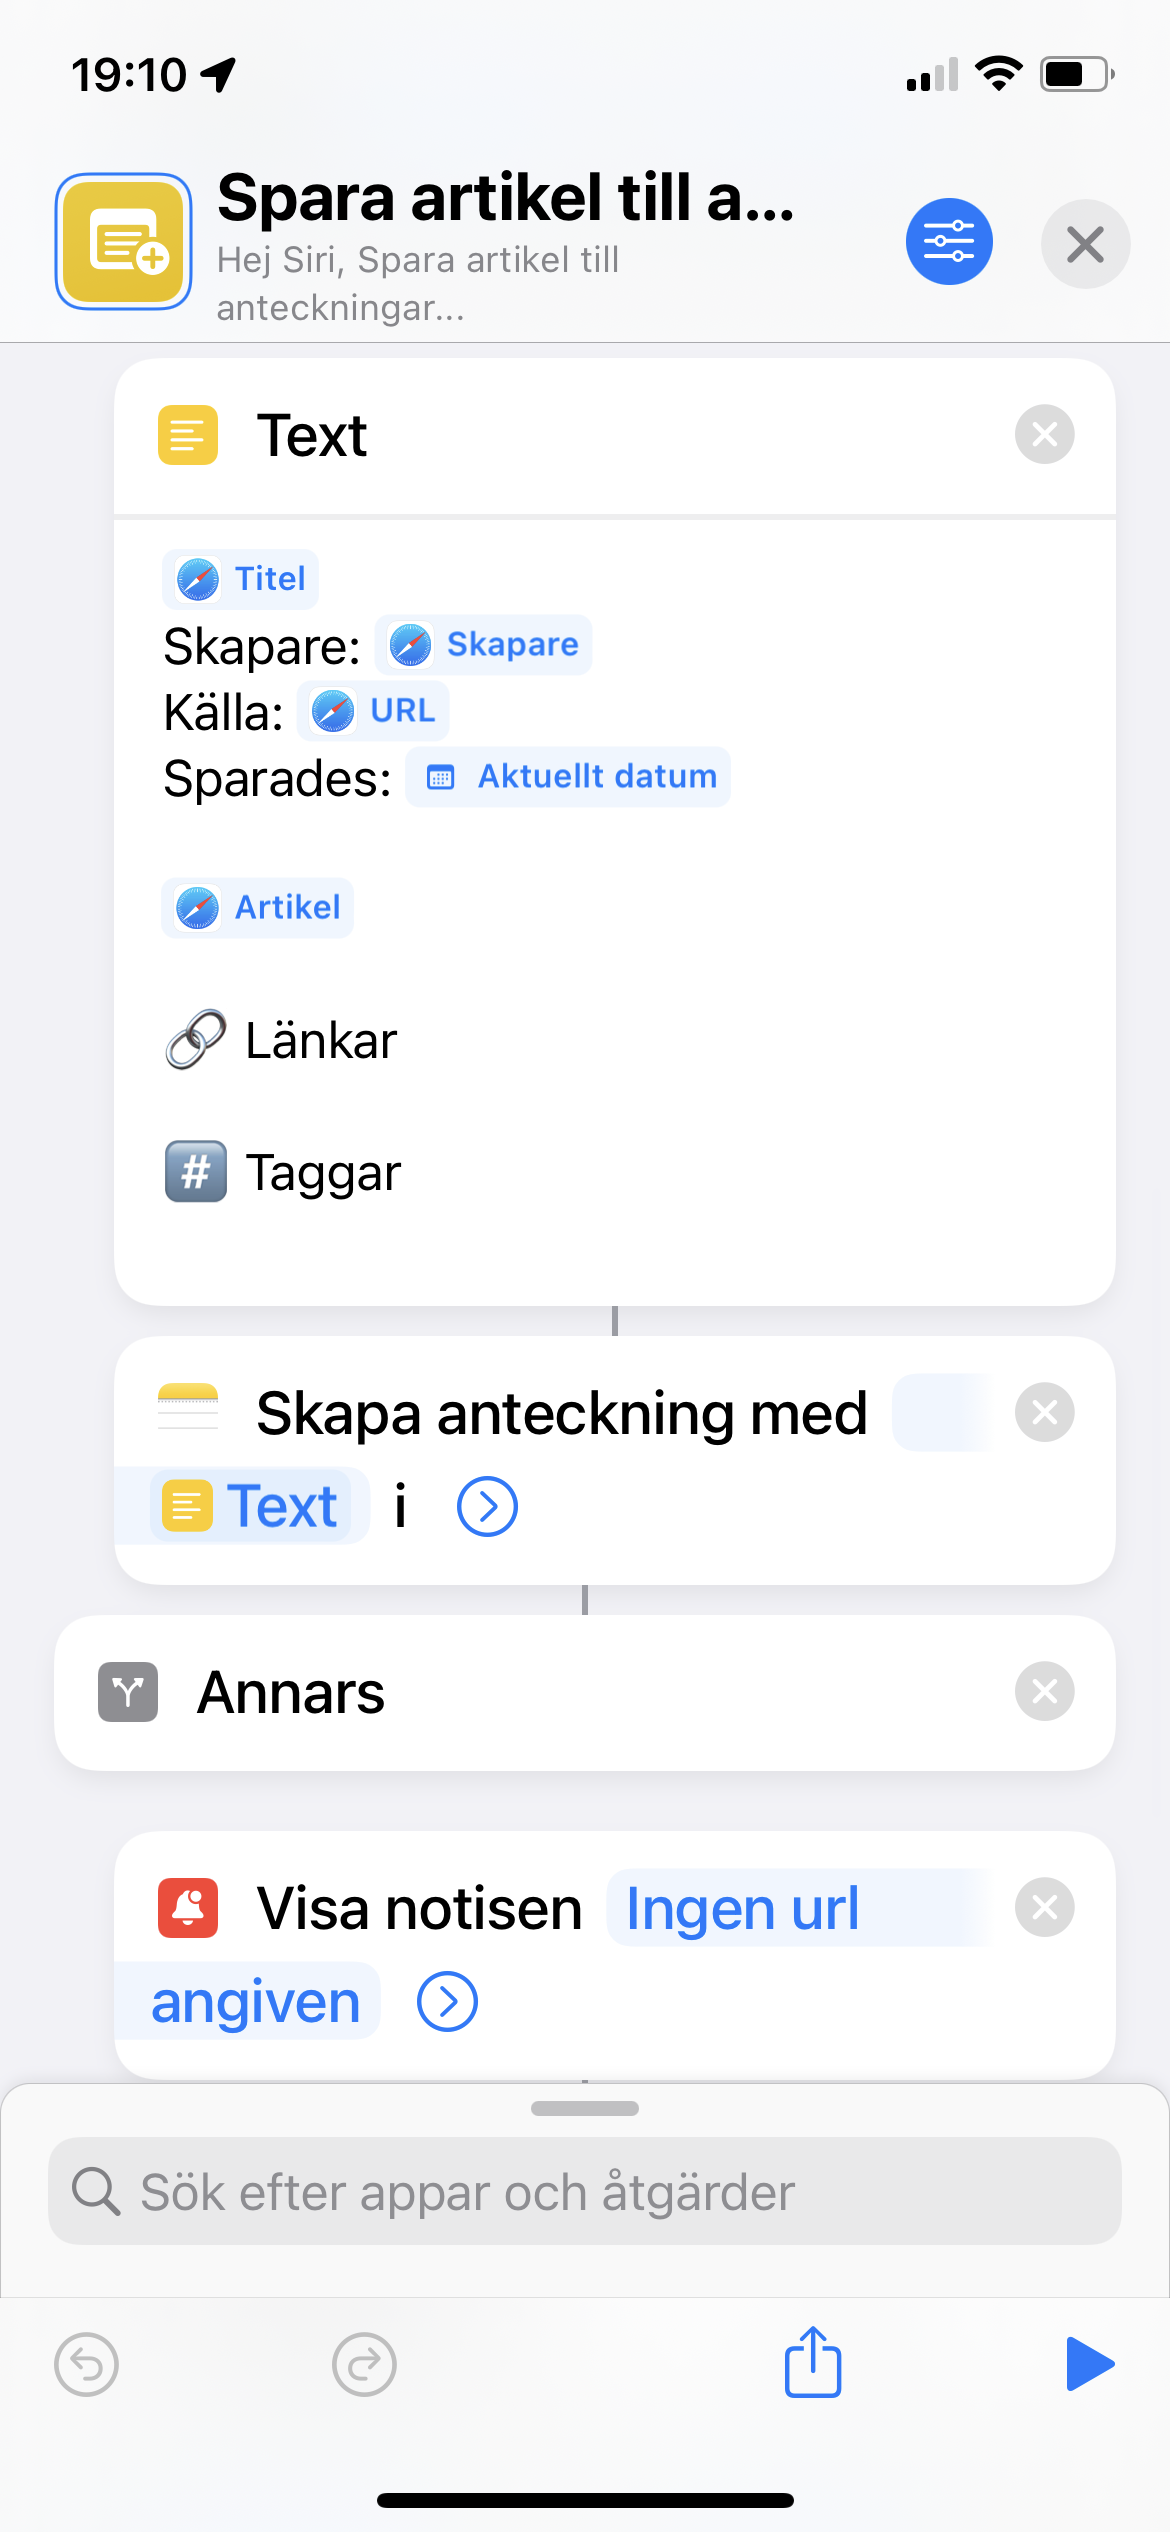 19:10
Spara artikel till a...
Hej Siri, Spara artikel till
anteckningar...
Text
Titel
Skapare: Skapare
Källa: URL
Sparades: Aktuellt datum
Artikel
🔗 Länkar
#️⃣ Taggar
Skapa anteckning med
Text i
Annars
Visa notisen Ingen url
angiven
Sök efter appar och åtgärder